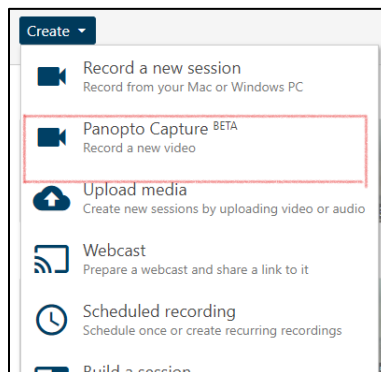 Create
Record a new session
Record from your Mac or Windows PC
Panopto Capture BETA
Record a new video
Upload media
Create new sessions by uploading video or audio
Webcast
Prepare a webcast and share a link to it
Scheduled recording
Schedule once or create recurring recordings
Build a session